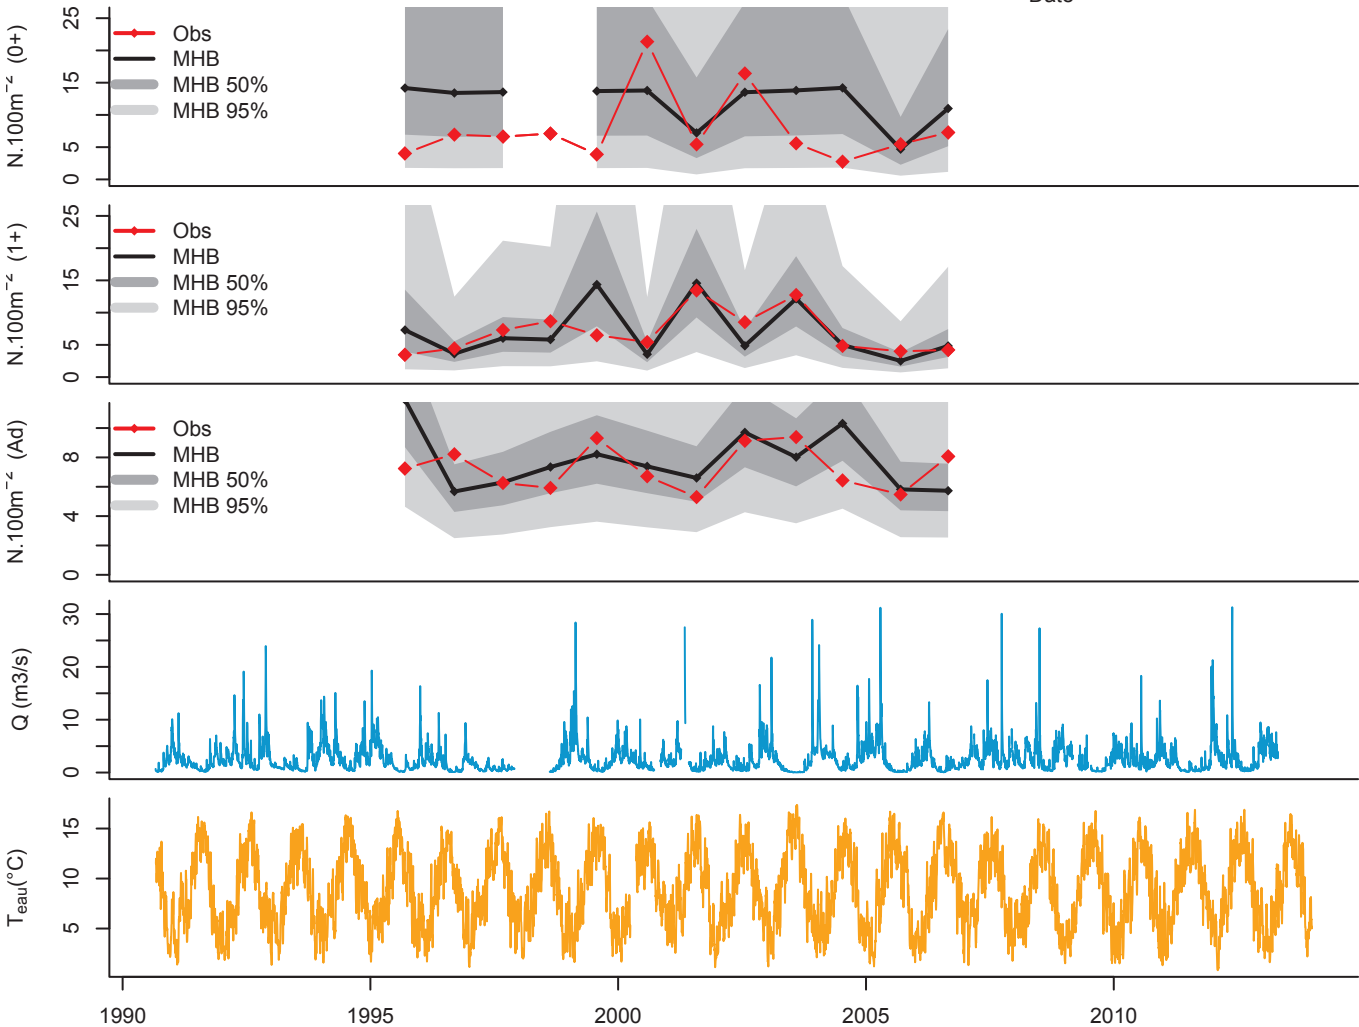 Date
N.100m⁻² (0+)
0 5 15 25
Obs
MHB
MHB 50%
MHB 95%
N.100m⁻² (1+)
0 5 15 25
Obs
MHB
MHB 50%
MHB 95%
N.100m⁻² (Ad)
0 4 8
Obs
MHB
MHB 50%
MHB 95%
Q (m3/s)
0 10 20 30
Teau(°C)
5 10 15
1990 1995 2000 2005 2010